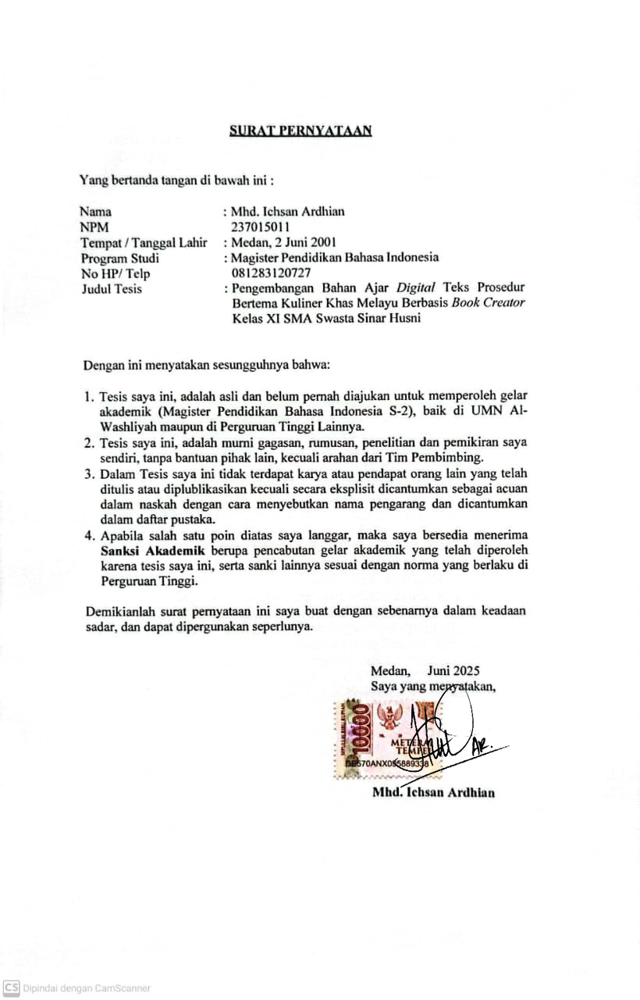 SURAT PERNYATAAN
Yang bertanda tangan di bawah ini :
Nama : Mhd. Ichsan Ardhian
NPM 237015011
Tempat / Tanggal Lahir : Medan, 2 Juni 2001
Program Studi : Magister Pendidikan Bahasa Indonesia
No HP/ Telp 081283120727
Judul Tesis : Pengembangan Bahan Ajar Digital Teks Prosedur
Bertema Kuliner Khas Melayu Berbasis Book Creator
Kelas XI SMA Swasta Sinar Husni
Dengan ini menyatakan sesungguhnya bahwa:
1. Tesis saya ini, adalah asli dan belum pernah diajukan untuk memperoleh gelar
akademik (Magister Pendidikan Bahasa Indonesia S-2), baik di UMN Al-
Washliyah maupun di Perguruan Tinggi Lainnya.
2. Tesis saya ini, adalah murni gagasan, rumusan, penelitian dan pemikiran saya
sendiri, tanpa bantuan pihak lain, kecuali arahan dari Tim Pembimbing.
3. Dalam Tesis saya ini tidak terdapat karya atau pendapat orang lain yang telah
ditulis atau diplublikasikan kecuali secara eksplisit dicantumkan sebagai acuan
dalam naskah dengan cara menyebutkan nama pengarang dan dicantumkan
dalam daftar pustaka.
4. Apabila salah satu poin diatas saya langgar, maka saya bersedia menerima
Sanksi Akademik berupa pencabutan gelar akademik yang telah diperoleh
karena tesis saya ini, serta sanki lainnya sesuai dengan norma yang berlaku di
Perguruan Tinggi.
Demikianlah surat pernyataan ini saya buat dengan sebenarnya dalam keadaan
sadar, dan dapat dipergunakan seperlunya.
Medan, Juni 2025
Saya yang menyatakan,
10000
METERAI
TEMPEL
Mhd. Ichsan Ardhian
CS Dipindai dengan CamScanner